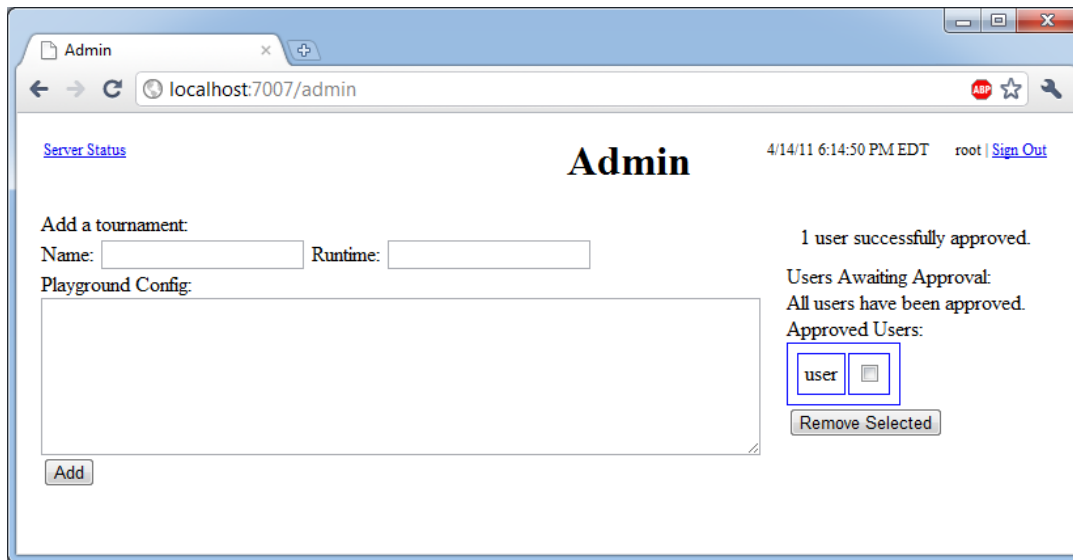 Admin
localhost:7007/admin
ABP
Server Status
Admin
4/14/11 6:14:50 PM EDT
root | Sign Out
Add a tournament:
Name:
Runtime:
Playground Config:
Add
1 user successfully approved.
Users Awaiting Approval:
All users have been approved.
Approved Users:
user
Remove Selected